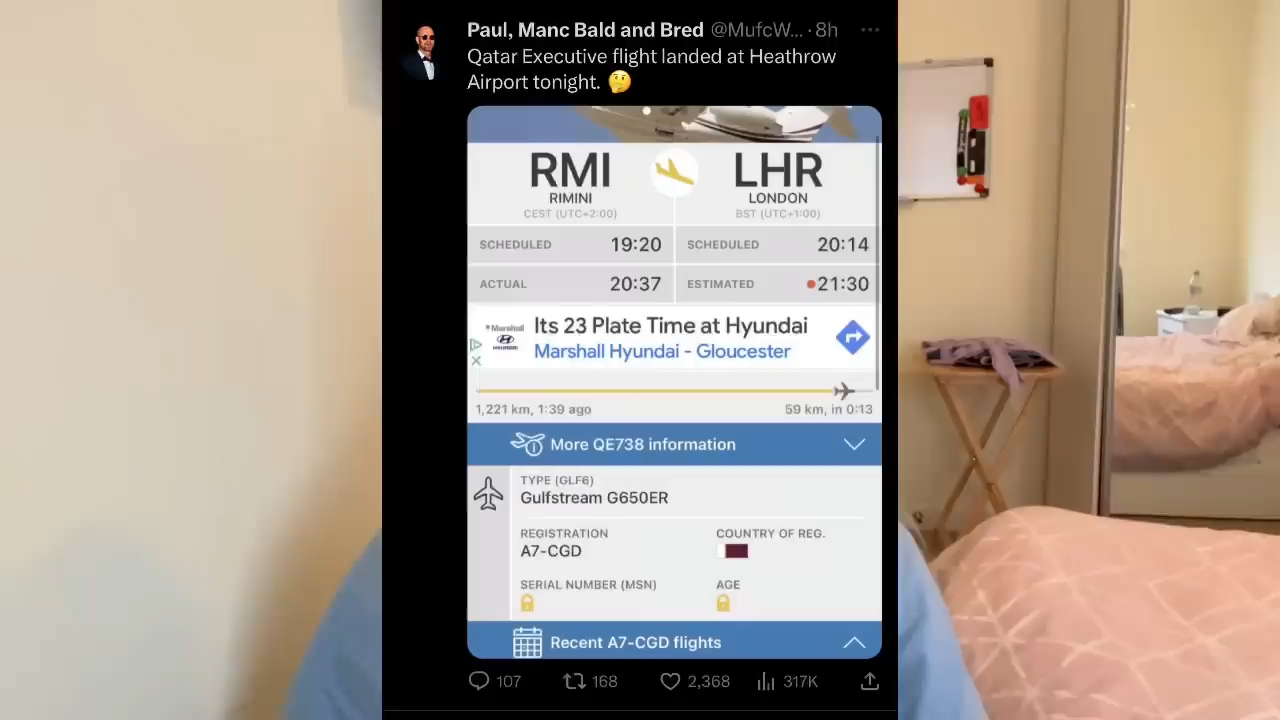 Paul, Manc Bald and Bred @MufcW... · 8h
Qatar Executive flight landed at Heathrow
Airport tonight. 🤔
RMI
RIMINI
CEST (UTC+2:00)
LHR
LONDON
BST (UTC+1:00)
SCHEDULED 19:20
SCHEDULED 20:14
ACTUAL 20:37
ESTIMATED 21:30
Marshall
HYUNDAI
Its 23 Plate Time at Hyundai
Marshall Hyundai - Gloucester
1,221 km, 1:39 ago
59 km, in 0:13
More QE738 information
TYPE (GLF6)
Gulfstream G650ER
REGISTRATION
A7-CGD
COUNTRY OF REG.
SERIAL NUMBER (MSN)
AGE
Recent A7-CGD flights
107 168 2,368 317K